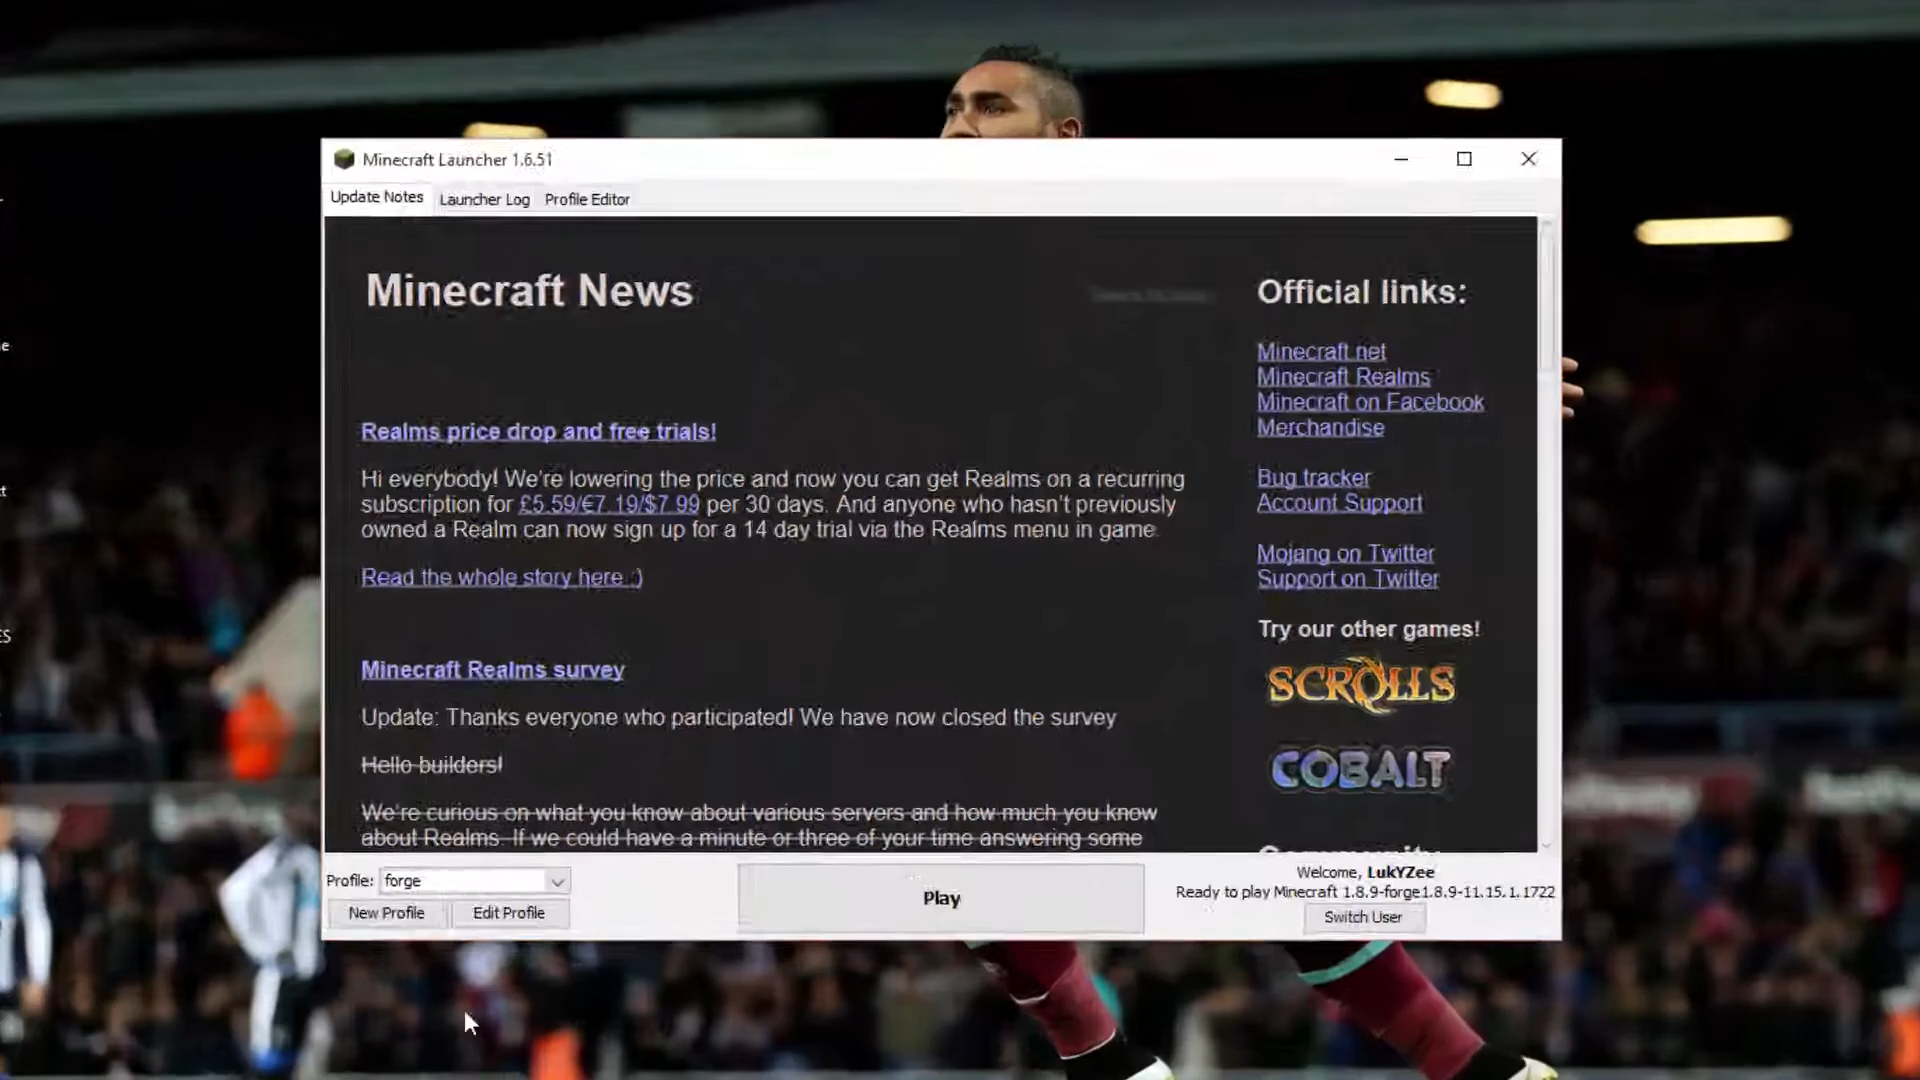 Minecraft Launcher 1.6.51
Update Notes Launcher Log Profile Editor
Minecraft News
Realms price drop and free trials!
Hi everybody! We're lowering the price and now you can get Realms on a recurring
subscription for £5.59/€7.19/$7.99 per 30 days. And anyone who hasn't previously
owned a Realm can now sign up for a 14 day trial via the Realms menu in game.
Read the whole story here :)
Minecraft Realms survey
Update: Thanks everyone who participated! We have now closed the survey
Hello builders!
We're curious on what you know about various servers and how much you know
about Realms. If we could have a minute or three of your time answering some
Official links:
Minecraft.net
Minecraft Realms
Minecraft on Facebook
Merchandise
Bug tracker
Account Support
Mojang on Twitter
Support on Twitter
Try our other games!
SCROLLS
COBALT
Community
Profile: forge
New Profile Edit Profile
Play
Welcome, LukYZee
Ready to play Minecraft 1.8.9-forge1.8.9-11.15.1.1722
Switch User